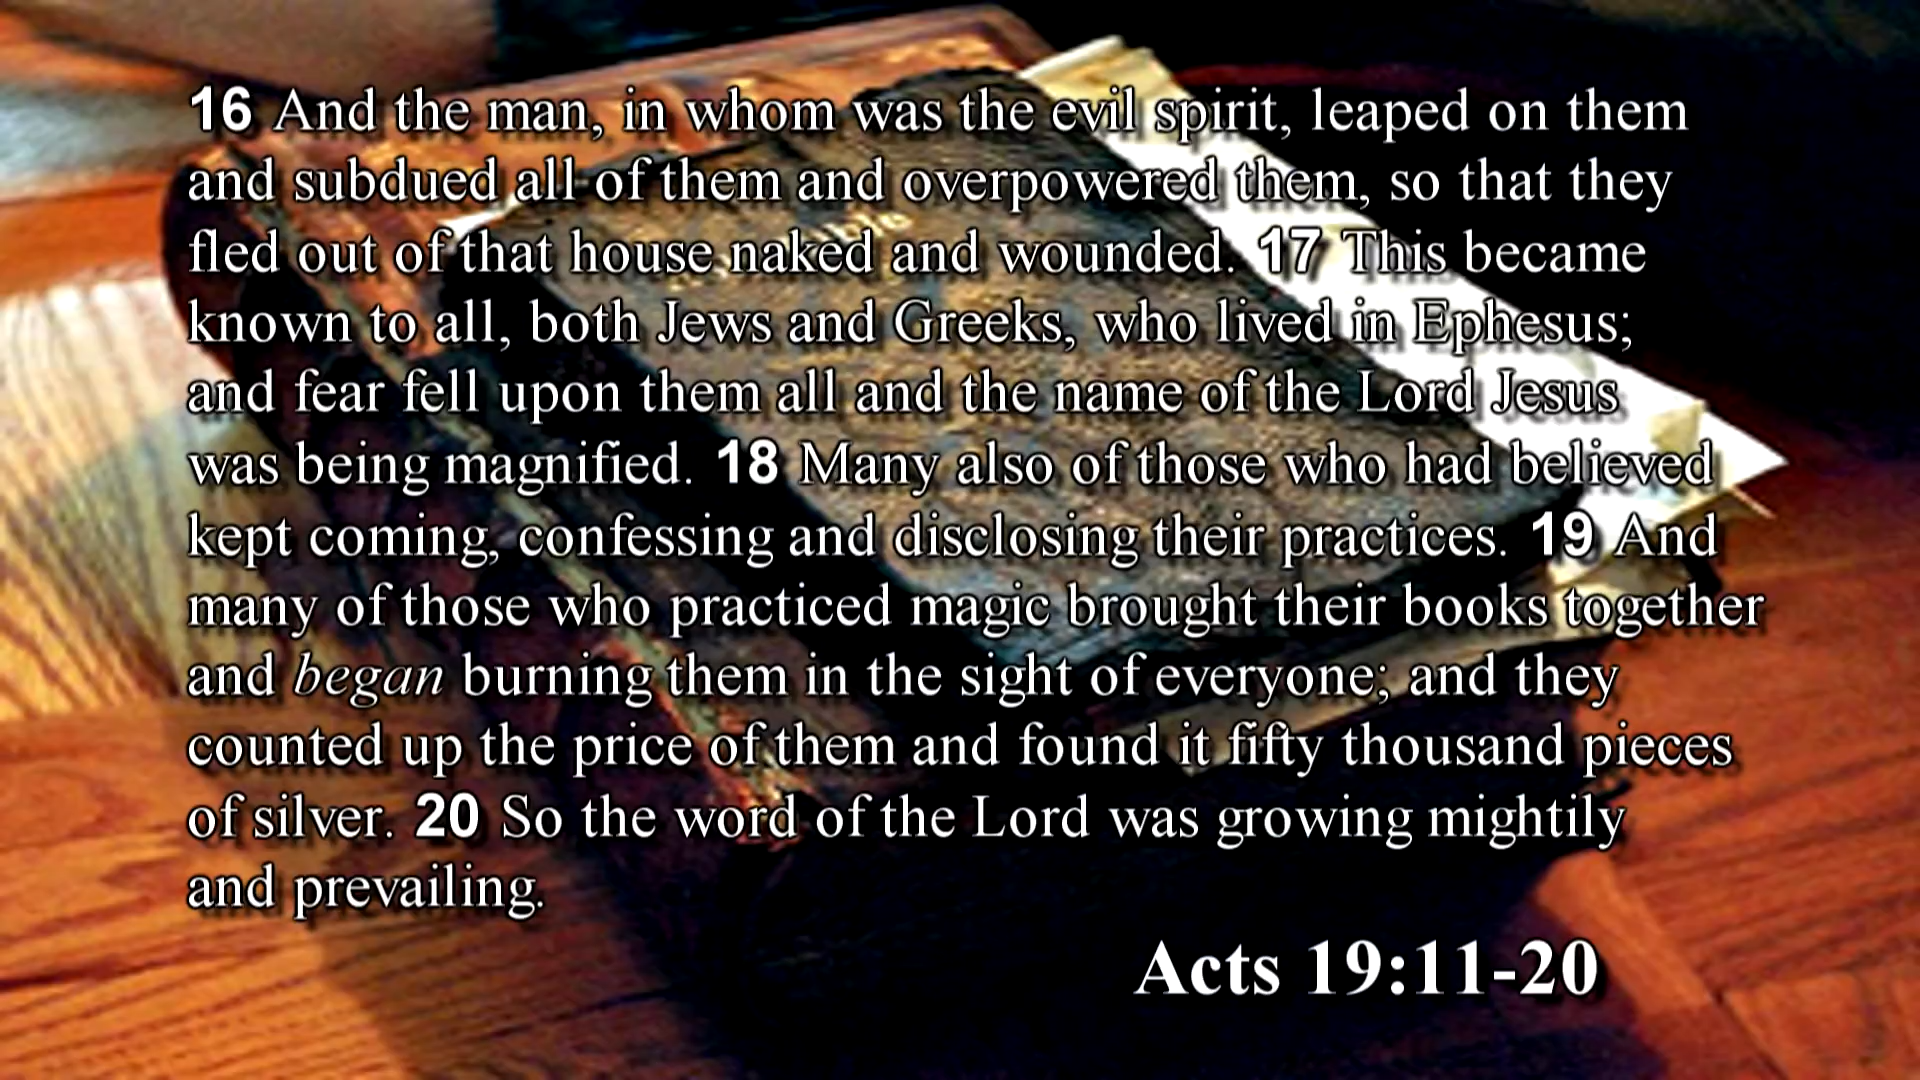 16 And the man, in whom was the evil spirit, leaped on them
and subdued all of them and overpowered them, so that they
fled out of that house naked and wounded. 17 This became
known to all, both Jews and Greeks, who lived in Ephesus;
and fear fell upon them all and the name of the Lord Jesus
was being magnified. 18 Many also of those who had believed
kept coming, confessing and disclosing their practices. 19 And
many of those who practiced magic brought their books together
and began burning them in the sight of everyone; and they
counted up the price of them and found it fifty thousand pieces
of silver. 20 So the word of the Lord was growing mightily
and prevailing.
Acts 19:11-20